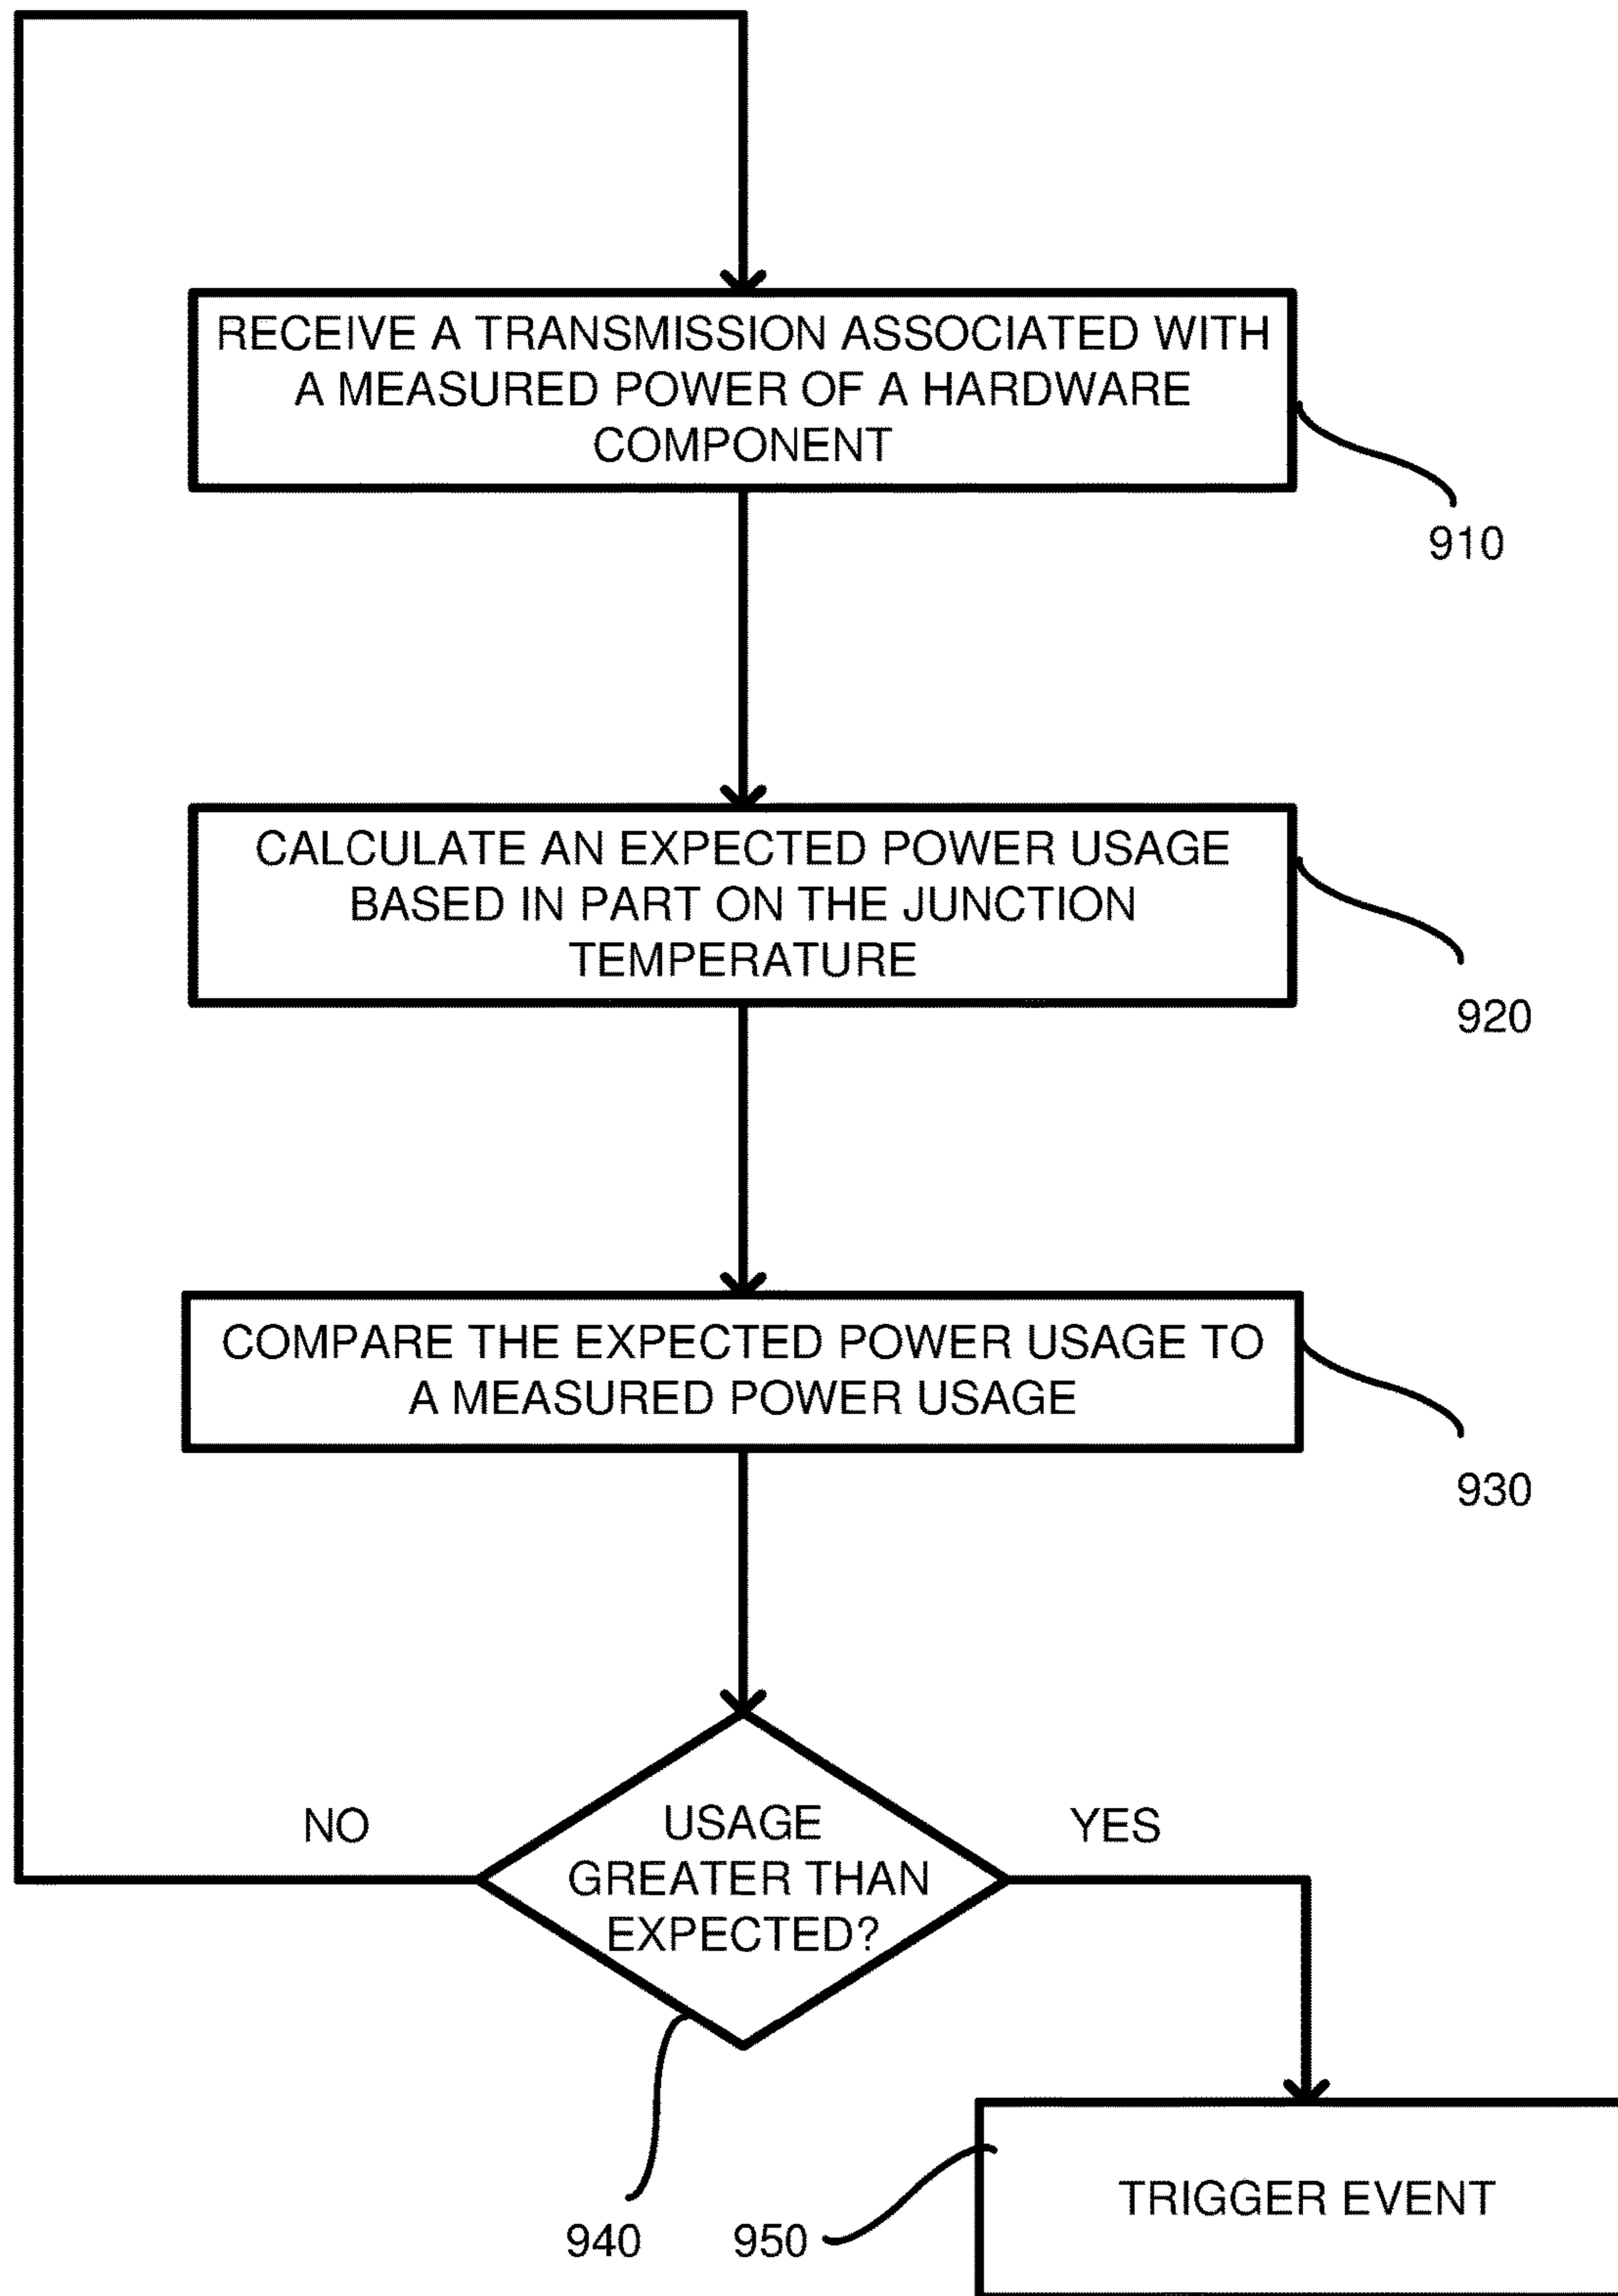 RECEIVE A TRANSMISSION ASSOCIATED WITH
A MEASURED POWER OF A HARDWARE
COMPONENT
910
CALCULATE AN EXPECTED POWER USAGE
BASED IN PART ON THE JUNCTION
TEMPERATURE
920
COMPARE THE EXPECTED POWER USAGE TO
A MEASURED POWER USAGE
930
NO
USAGE
GREATER THAN
EXPECTED?
YES
940
950
TRIGGER EVENT